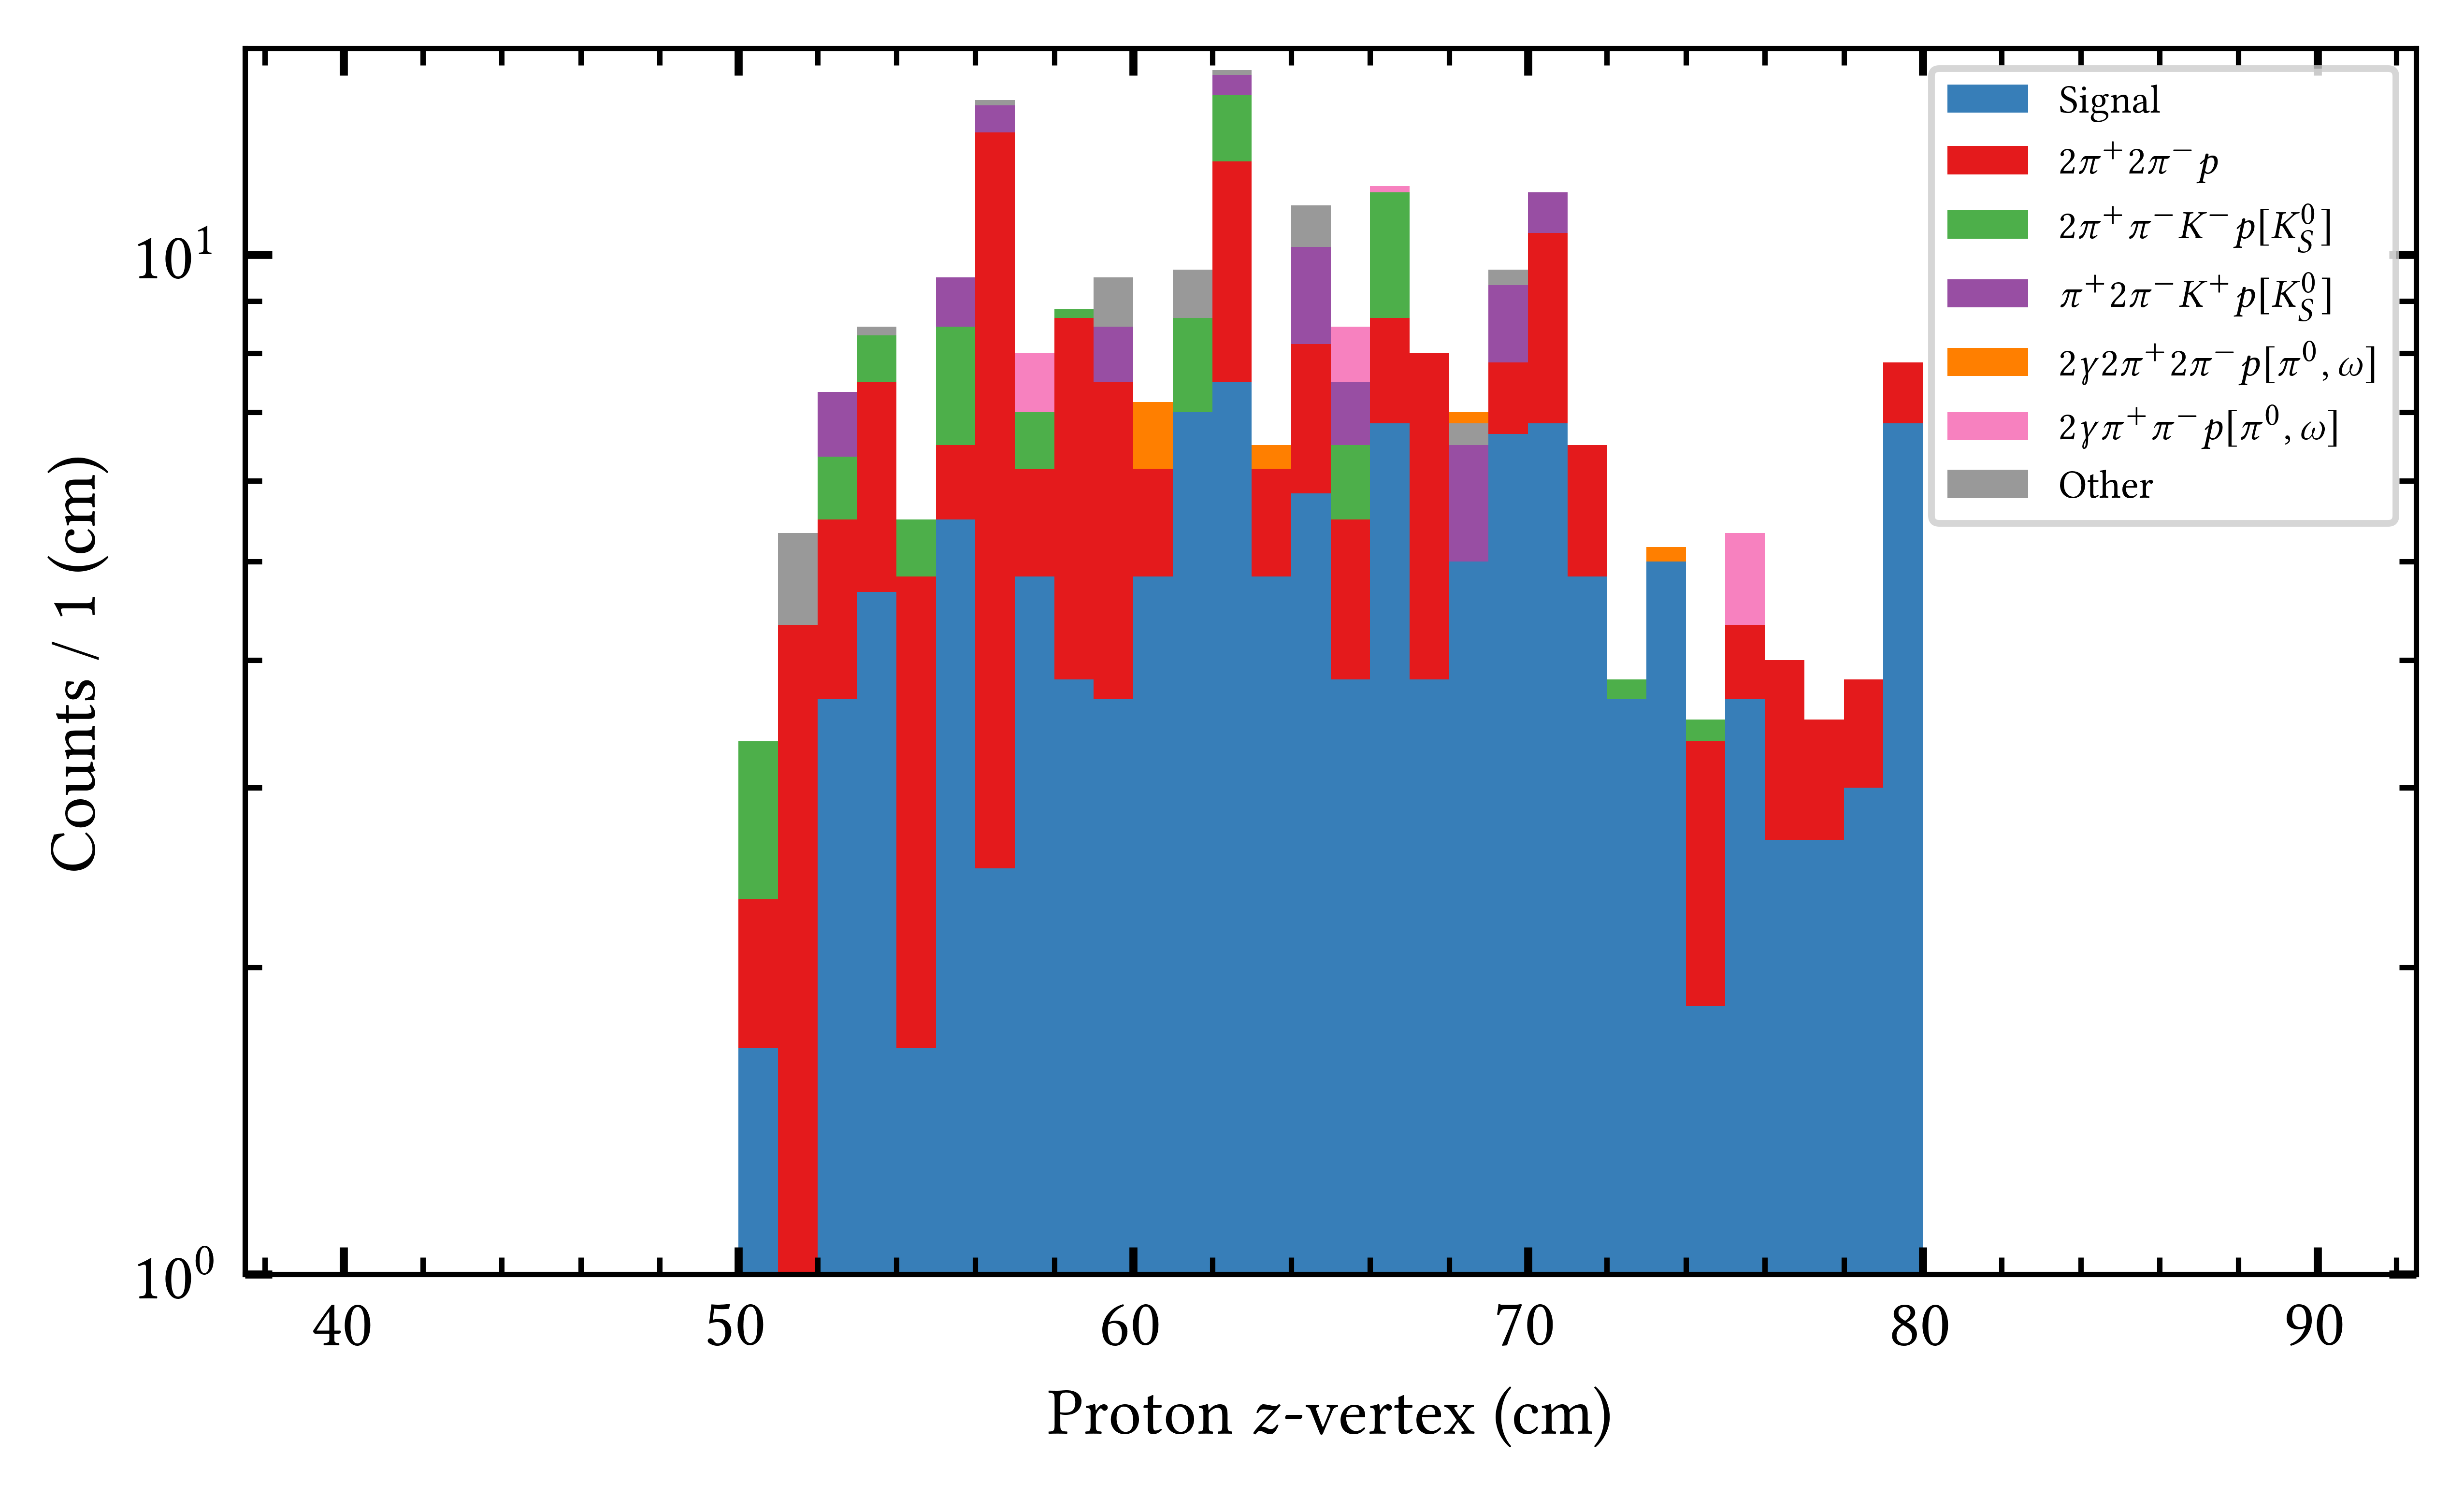 Signal
2π⁺2π⁻p
2π⁺π⁻K⁻p[K⁰_S]
π⁺2π⁻K⁺p[K⁰_S]
2γ2π⁺2π⁻p[π⁰, ω]
2γπ⁺π⁻p[π⁰, ω]
Other
10¹
10⁰
Counts / 1 (cm)
40 50 60 70 80 90
Proton z-vertex (cm)